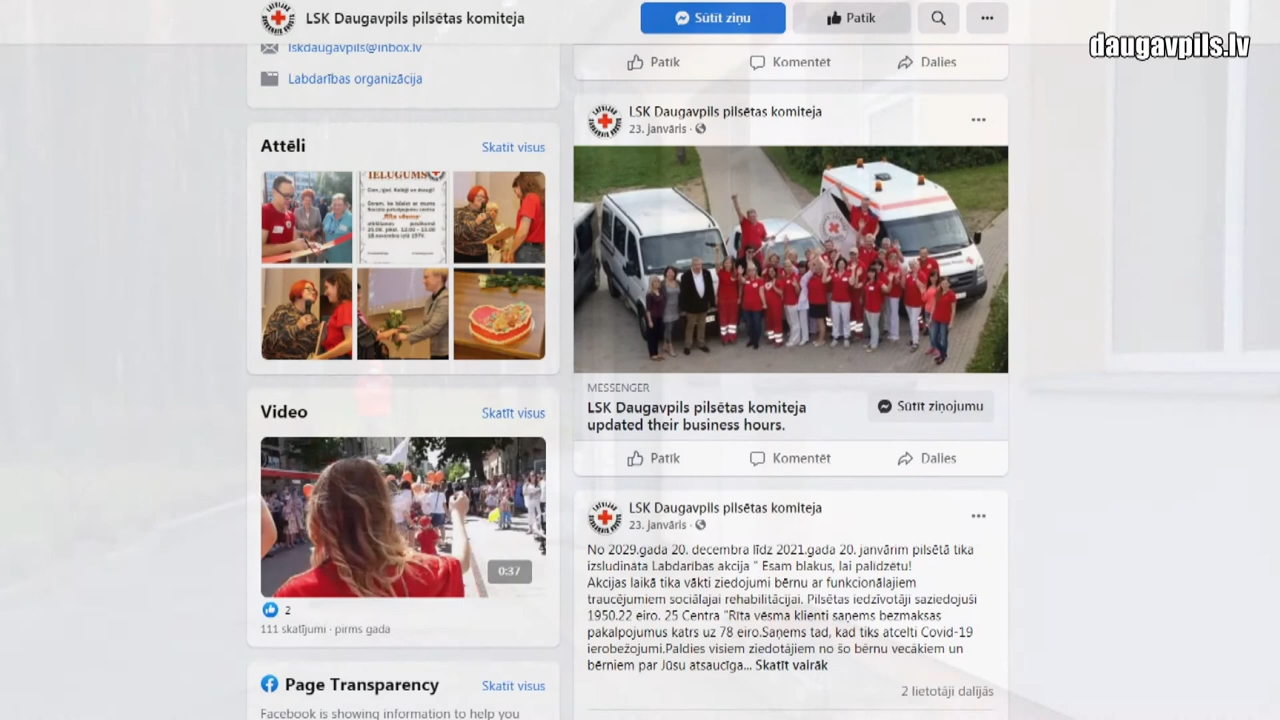 LSK Daugavpils pilsētas komiteja
Sūtīt ziņu
Patīk
daugavpils.lv
lskdaugavpils@inbox.lv
Labdarības organizācija
Attēli
Skatīt visus
IELŪGUMS
Video
Skatīt visus
0:37
2
111 skatījumi · pirms gada
Page Transparency
Skatīt visus
Facebook is showing information to help you
Patīk
Komentēt
Dalies
LSK Daugavpils pilsētas komiteja
23. janvāris ·
MESSENGER
LSK Daugavpils pilsētas komiteja
updated their business hours.
Sūtīt ziņojumu
Patīk
Komentēt
Dalies
LSK Daugavpils pilsētas komiteja
23. janvāris ·
No 2029.gada 20. decembra līdz 2021.gada 20. janvārim pilsētā tika
izsludināta Labdarības akcija " Esam blakus, lai palīdzētu!
Akcijas laikā tika vākti ziedojumi bērnu ar funkcionālajiem
traucējumiem sociālajai rehabilitācijai. Pilsētas iedzīvotāji saziedojuši
1950.22 eiro. 25 Centra "Rīta vēsma klienti saņems bezmaksas
pakalpojumus katrs uz 78 eiro.Saņems tad, kad tiks atcelti Covid-19
ierobežojumi.Paldies visiem ziedotājiem no šo bērnu vecākiem un
bērniem par Jūsu atsaucīga... Skatīt vairāk
2 lietotāji dalījās